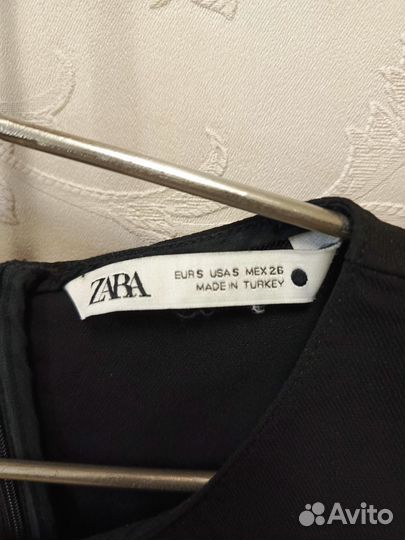 ZARA
EUR S USA S MEX 26
MADE IN TURKEY
Avito